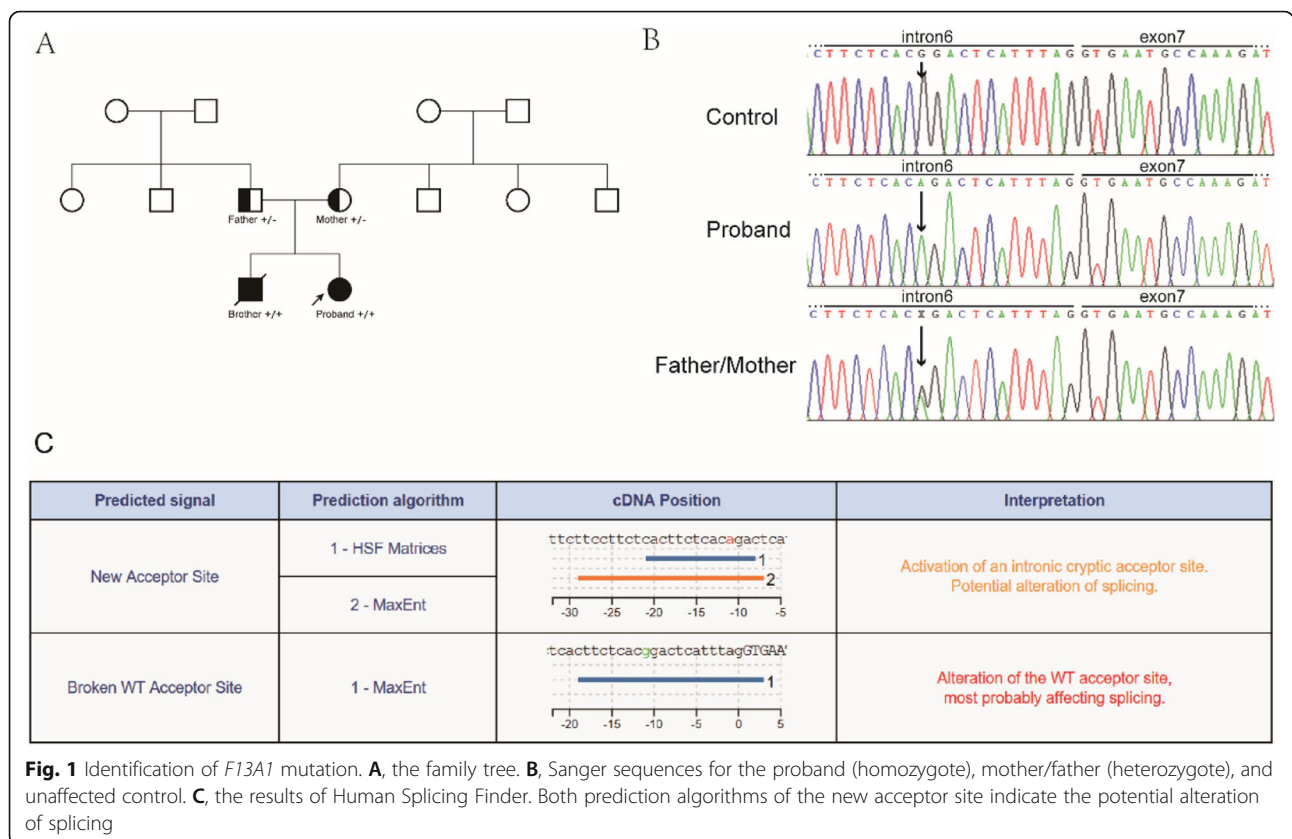 A
Father +/-
Mother +/-
Brother +/+
Proband +/+
B
intron6
exon7
C T T C T C A C G G A C T C A T T T A G G T G A A T G C C A A A G A T
Control
intron6
exon7
C T T C T C A C A G A C T C A T T T A G G T G A A T G C C A A A G A T
Proband
intron6
exon7
C T T C T C A C X G A C T C A T T T A G G T G A A T G C C A A A G A T
Father/Mother
C
Predicted signal
Prediction algorithm
cDNA Position
Interpretation
New Acceptor Site
1 - HSF Matrices
2 - MaxEnt
ttcttccttctcacttctcacagactca
1
2
-30 -25 -20 -15 -10 -5
Activation of an intronic cryptic acceptor site.
Potential alteration of splicing.
Broken WT Acceptor Site
1 - MaxEnt
tcacttctcacggactcatttagGTGAA
1
-20 -15 -10 -5 0 5
Alteration of the WT acceptor site,
most probably affecting splicing.
Fig. 1 Identification of F13A1 mutation. A, the family tree. B, Sanger sequences for the proband (homozygote), mother/father (heterozygote), and
unaffected control. C, the results of Human Splicing Finder. Both prediction algorithms of the new acceptor site indicate the potential alteration
of splicing